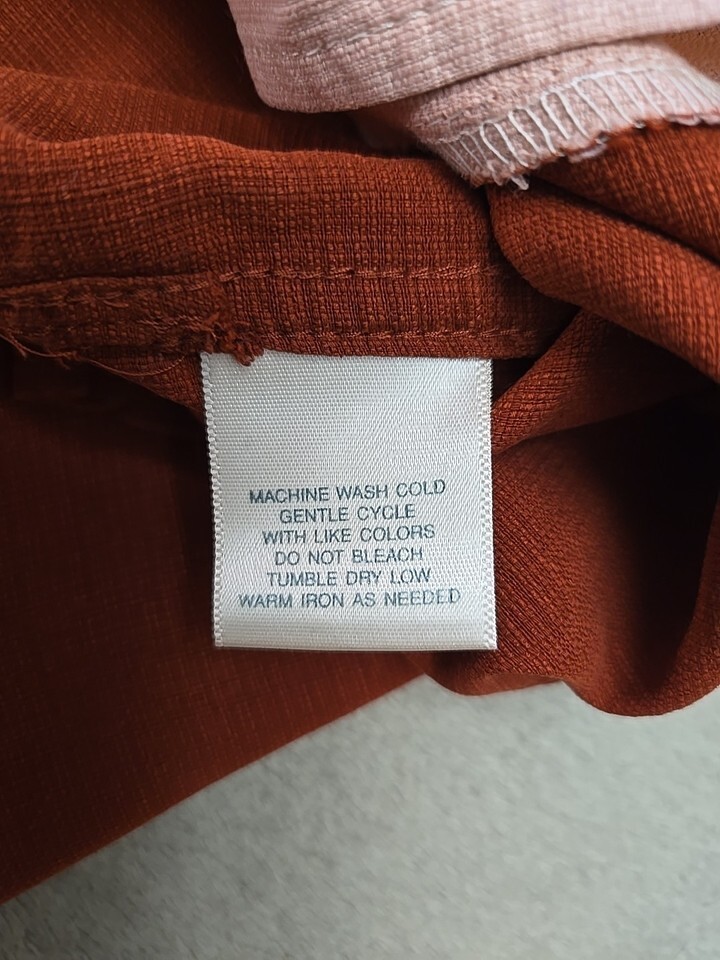 MACHINE WASH COLD
GENTLE CYCLE
WITH LIKE COLORS
DO NOT BLEACH
TUMBLE DRY LOW
WARM IRON AS NEEDED